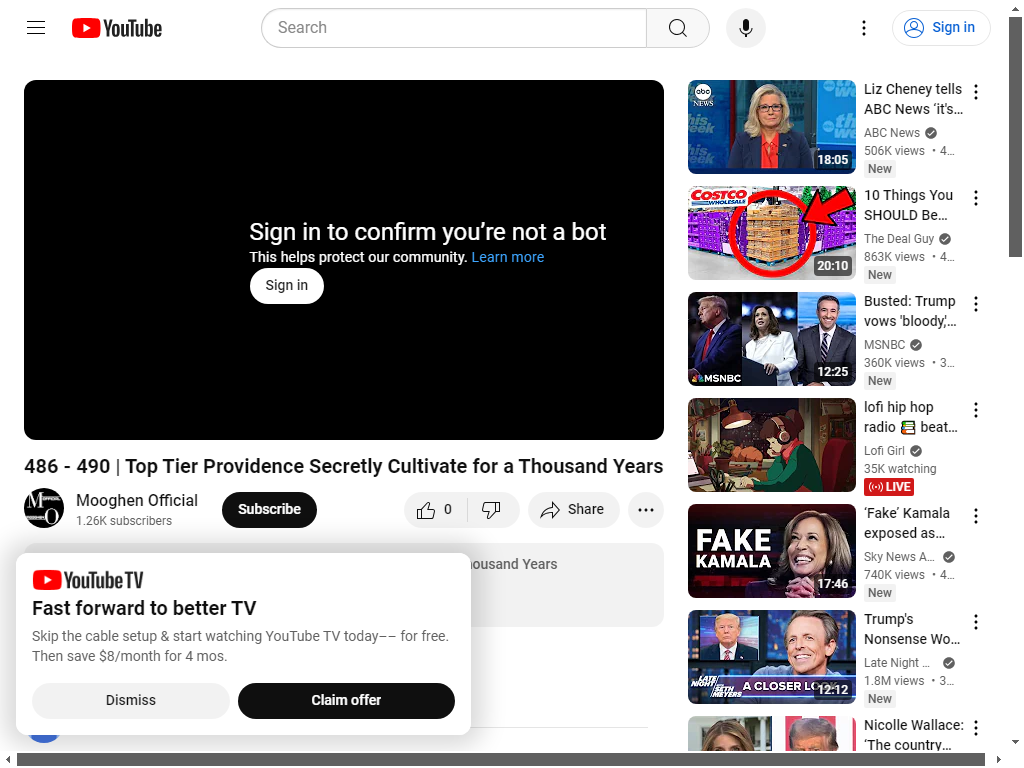 YouTube
Search
Sign in
Sign in to confirm you're not a bot
This helps protect our community. Learn more
Sign in
486 - 490 | Top Tier Providence Secretly Cultivate for a Thousand Years
Mooghen Official
1.26K subscribers
Subscribe
0
Share
...
housand Years
YouTube TV
Fast forward to better TV
Skip the cable setup & start watching YouTube TV today–– for free.
Then save $8/month for 4 mos.
Dismiss
Claim offer
abc
NEWS
18:05
Liz Cheney tells
ABC News 'it's...
ABC News
506K views • 4...
New
COSTCO
WHOLESALE
20:10
10 Things You
SHOULD Be...
The Deal Guy
863K views • 4...
New
MSNBC
12:25
Busted: Trump
vows 'bloody,'...
MSNBC
360K views • 3...
New
lofi hip hop
radio 📚 beat...
Lofi Girl
35K watching
LIVE
FAKE
KAMALA
17:46
'Fake' Kamala
exposed as...
Sky News A...
740K views • 4...
New
LATE
NIGHT
SETH
MEYERS
A CLOSER LOOK
12:12
Trump's
Nonsense Wo...
Late Night ...
1.8M views • 3...
New
Nicolle Wallace:
'The country...